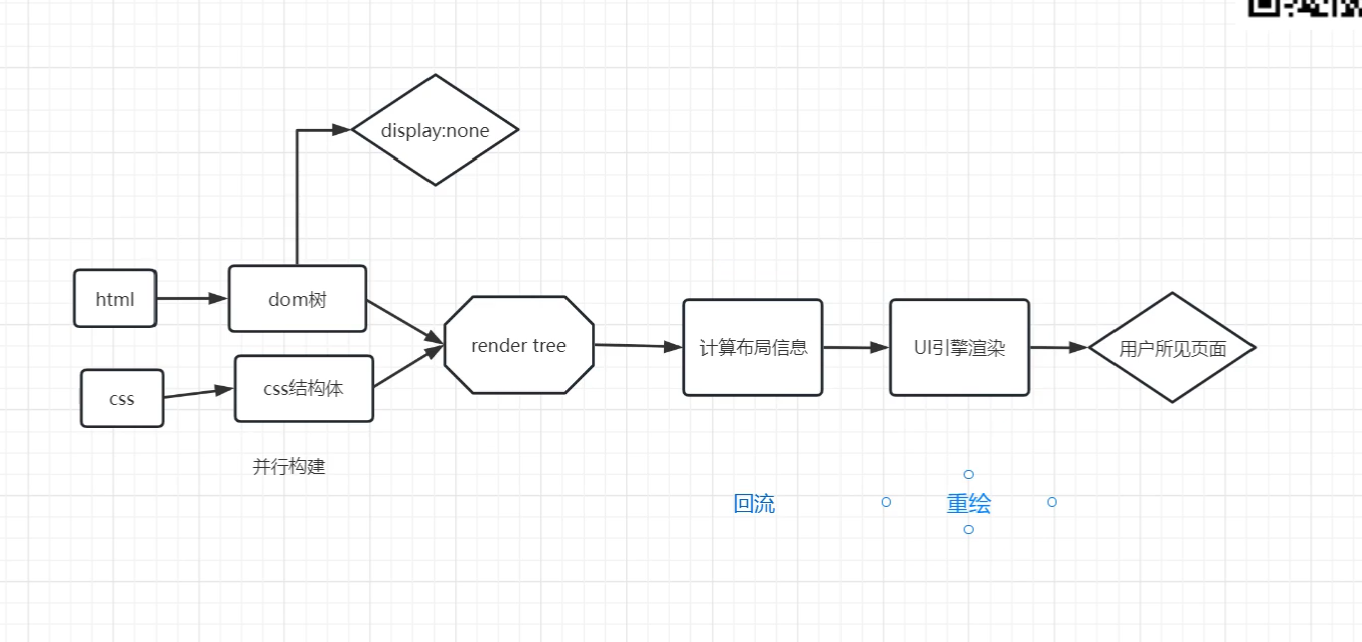 display:none
html
dom树
css
css结构体
render tree
计算布局信息
UI引擎渲染
用户所见页面
并行构建
回流
重绘